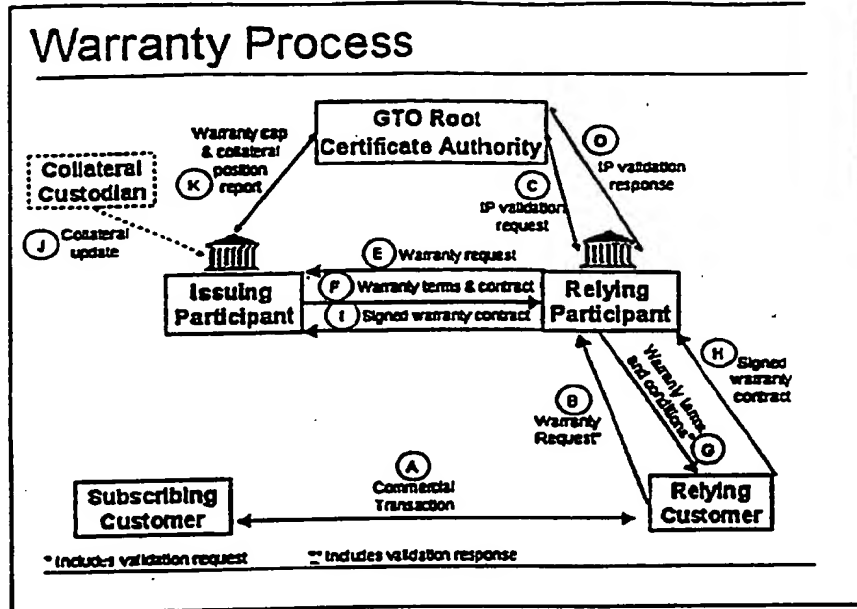 Warranty Process
GTO Root
Certificate Authority
Warranty cap
& collateral
position
report
K
O
IP validation
response
C
IP validation
request
Collateral
Custodian
J
Collateral
update
E Warranty request
F Warranty terms & contract
I Signed warranty contract
Issuing
Participant
Relying
Participant
H
Signed
warranty
contract
Warranty terms
and conditions
G
B
Warranty
Request**
A
Commercial
Transaction
Subscribing
Customer
Relying
Customer
* Includes validation request
** Includes validation response